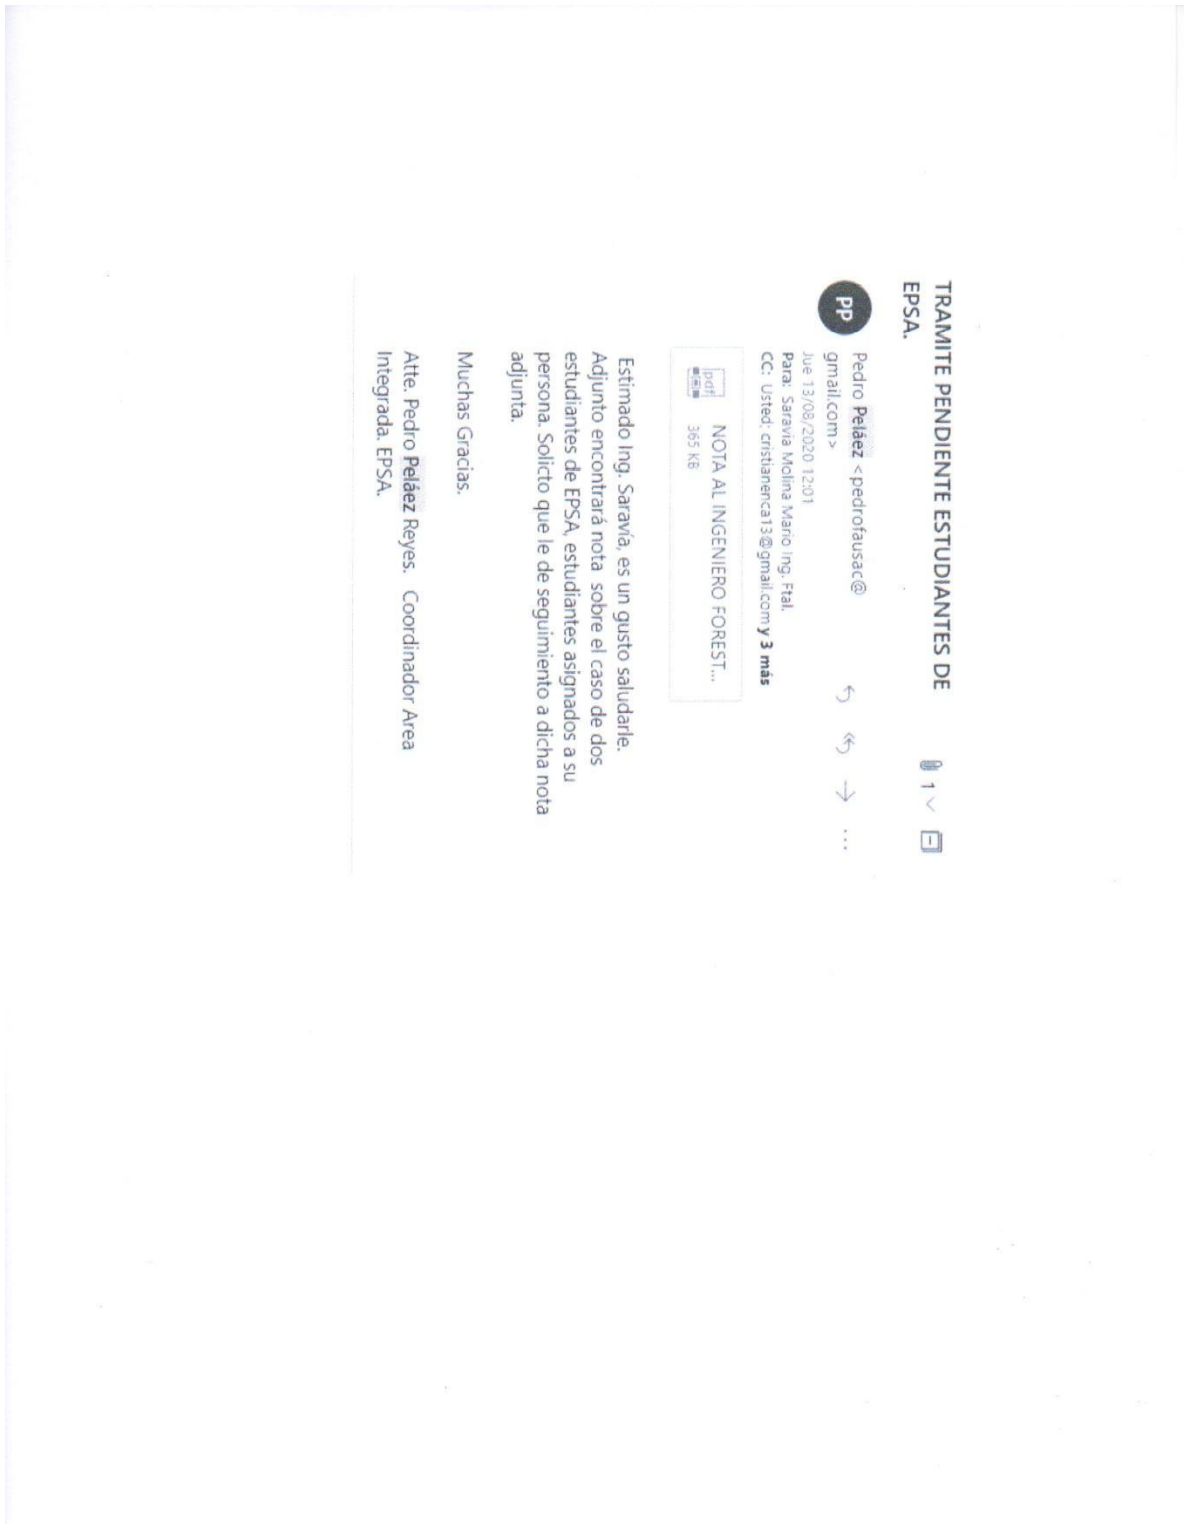 TRAMITE PENDIENTE ESTUDIANTES DE
EPSA.
1
PP
Pedro Peláez <pedrofausac@
gmail.com>
Jue 13/08/2020 12:01
Para: Saravia Molina Mario Ing. Ftal.
CC: Usted; cristianenca13@gmail.com y 3 más
pdf
NOTA AL INGENIERO FOREST...
365 KB
Estimado Ing. Saravía, es un gusto saludarle.
Adjunto encontrará nota sobre el caso de dos
estudiantes de EPSA, estudiantes asignados a su
persona. Solicto que le de seguimiento a dicha nota
adjunta.
Muchas Gracias.
Atte. Pedro Peláez Reyes. Coordinador Area
Integrada. EPSA.